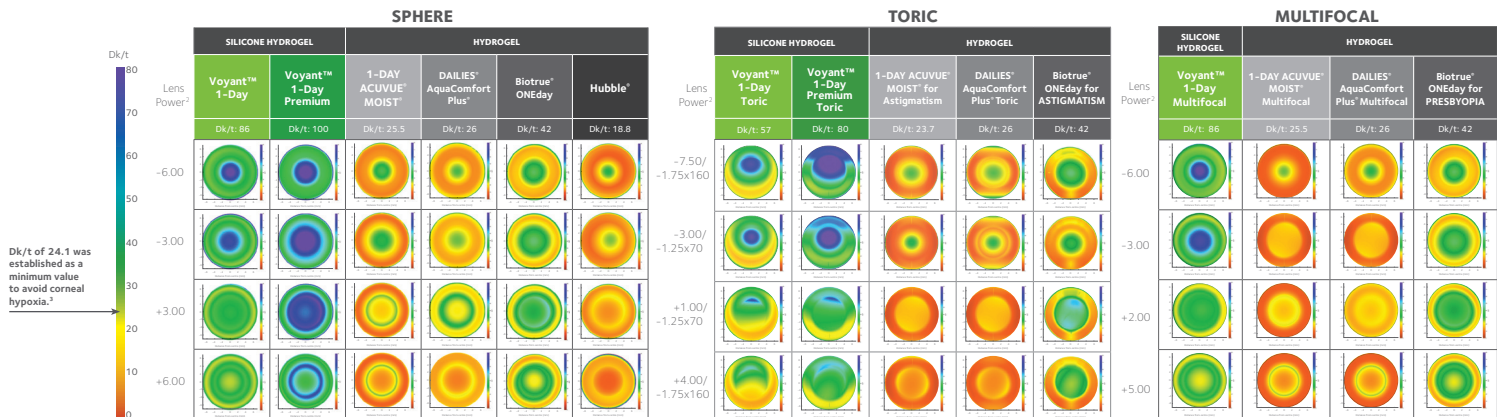 SPHERE
SILICONE HYDROGEL
HYDROGEL
Dk/t
80
70
60
50
40
30
20
10
0
Dk/t of 24.1 was
established as a
minimum value
to avoid corneal
hypoxia.³
Lens
Power²
Voyant™
1-Day
Voyant™
1-Day
Premium
1-DAY
ACUVUE®
MOIST®
DAILIES®
AquaComfort
Plus®
Biotrue®
ONEday
Hubble®
Dk/t: 86
Dk/t: 100
Dk/t: 25.5
Dk/t: 26
Dk/t: 42
Dk/t: 18.8
-6.00
-3.00
+3.00
+6.00
TORIC
SILICONE HYDROGEL
HYDROGEL
Lens
Power²
Voyant™
1-Day
Toric
Voyant™
1-Day
Premium
Toric
1-DAY ACUVUE®
MOIST® for
Astigmatism
DAILIES®
AquaComfort
Plus® Toric
Biotrue®
ONEday for
ASTIGMATISM
Dk/t: 57
Dk/t: 80
Dk/t: 23.7
Dk/t: 26
Dk/t: 42
-7.50/
-1.75x160
-3.00/
-1.25x70
+1.00/
-1.25x70
+4.00/
-1.75x160
MULTIFOCAL
SILICONE
HYDROGEL
HYDROGEL
Lens
Power²
Voyant™
1-Day
Multifocal
1-DAY ACUVUE®
MOIST®
Multifocal
DAILIES®
AquaComfort
Plus® Multifocal
Biotrue®
ONEday for
PRESBYOPIA
Dk/t: 86
Dk/t: 25.5
Dk/t: 26
Dk/t: 42
-6.00
-3.00
+2.00
+5.00